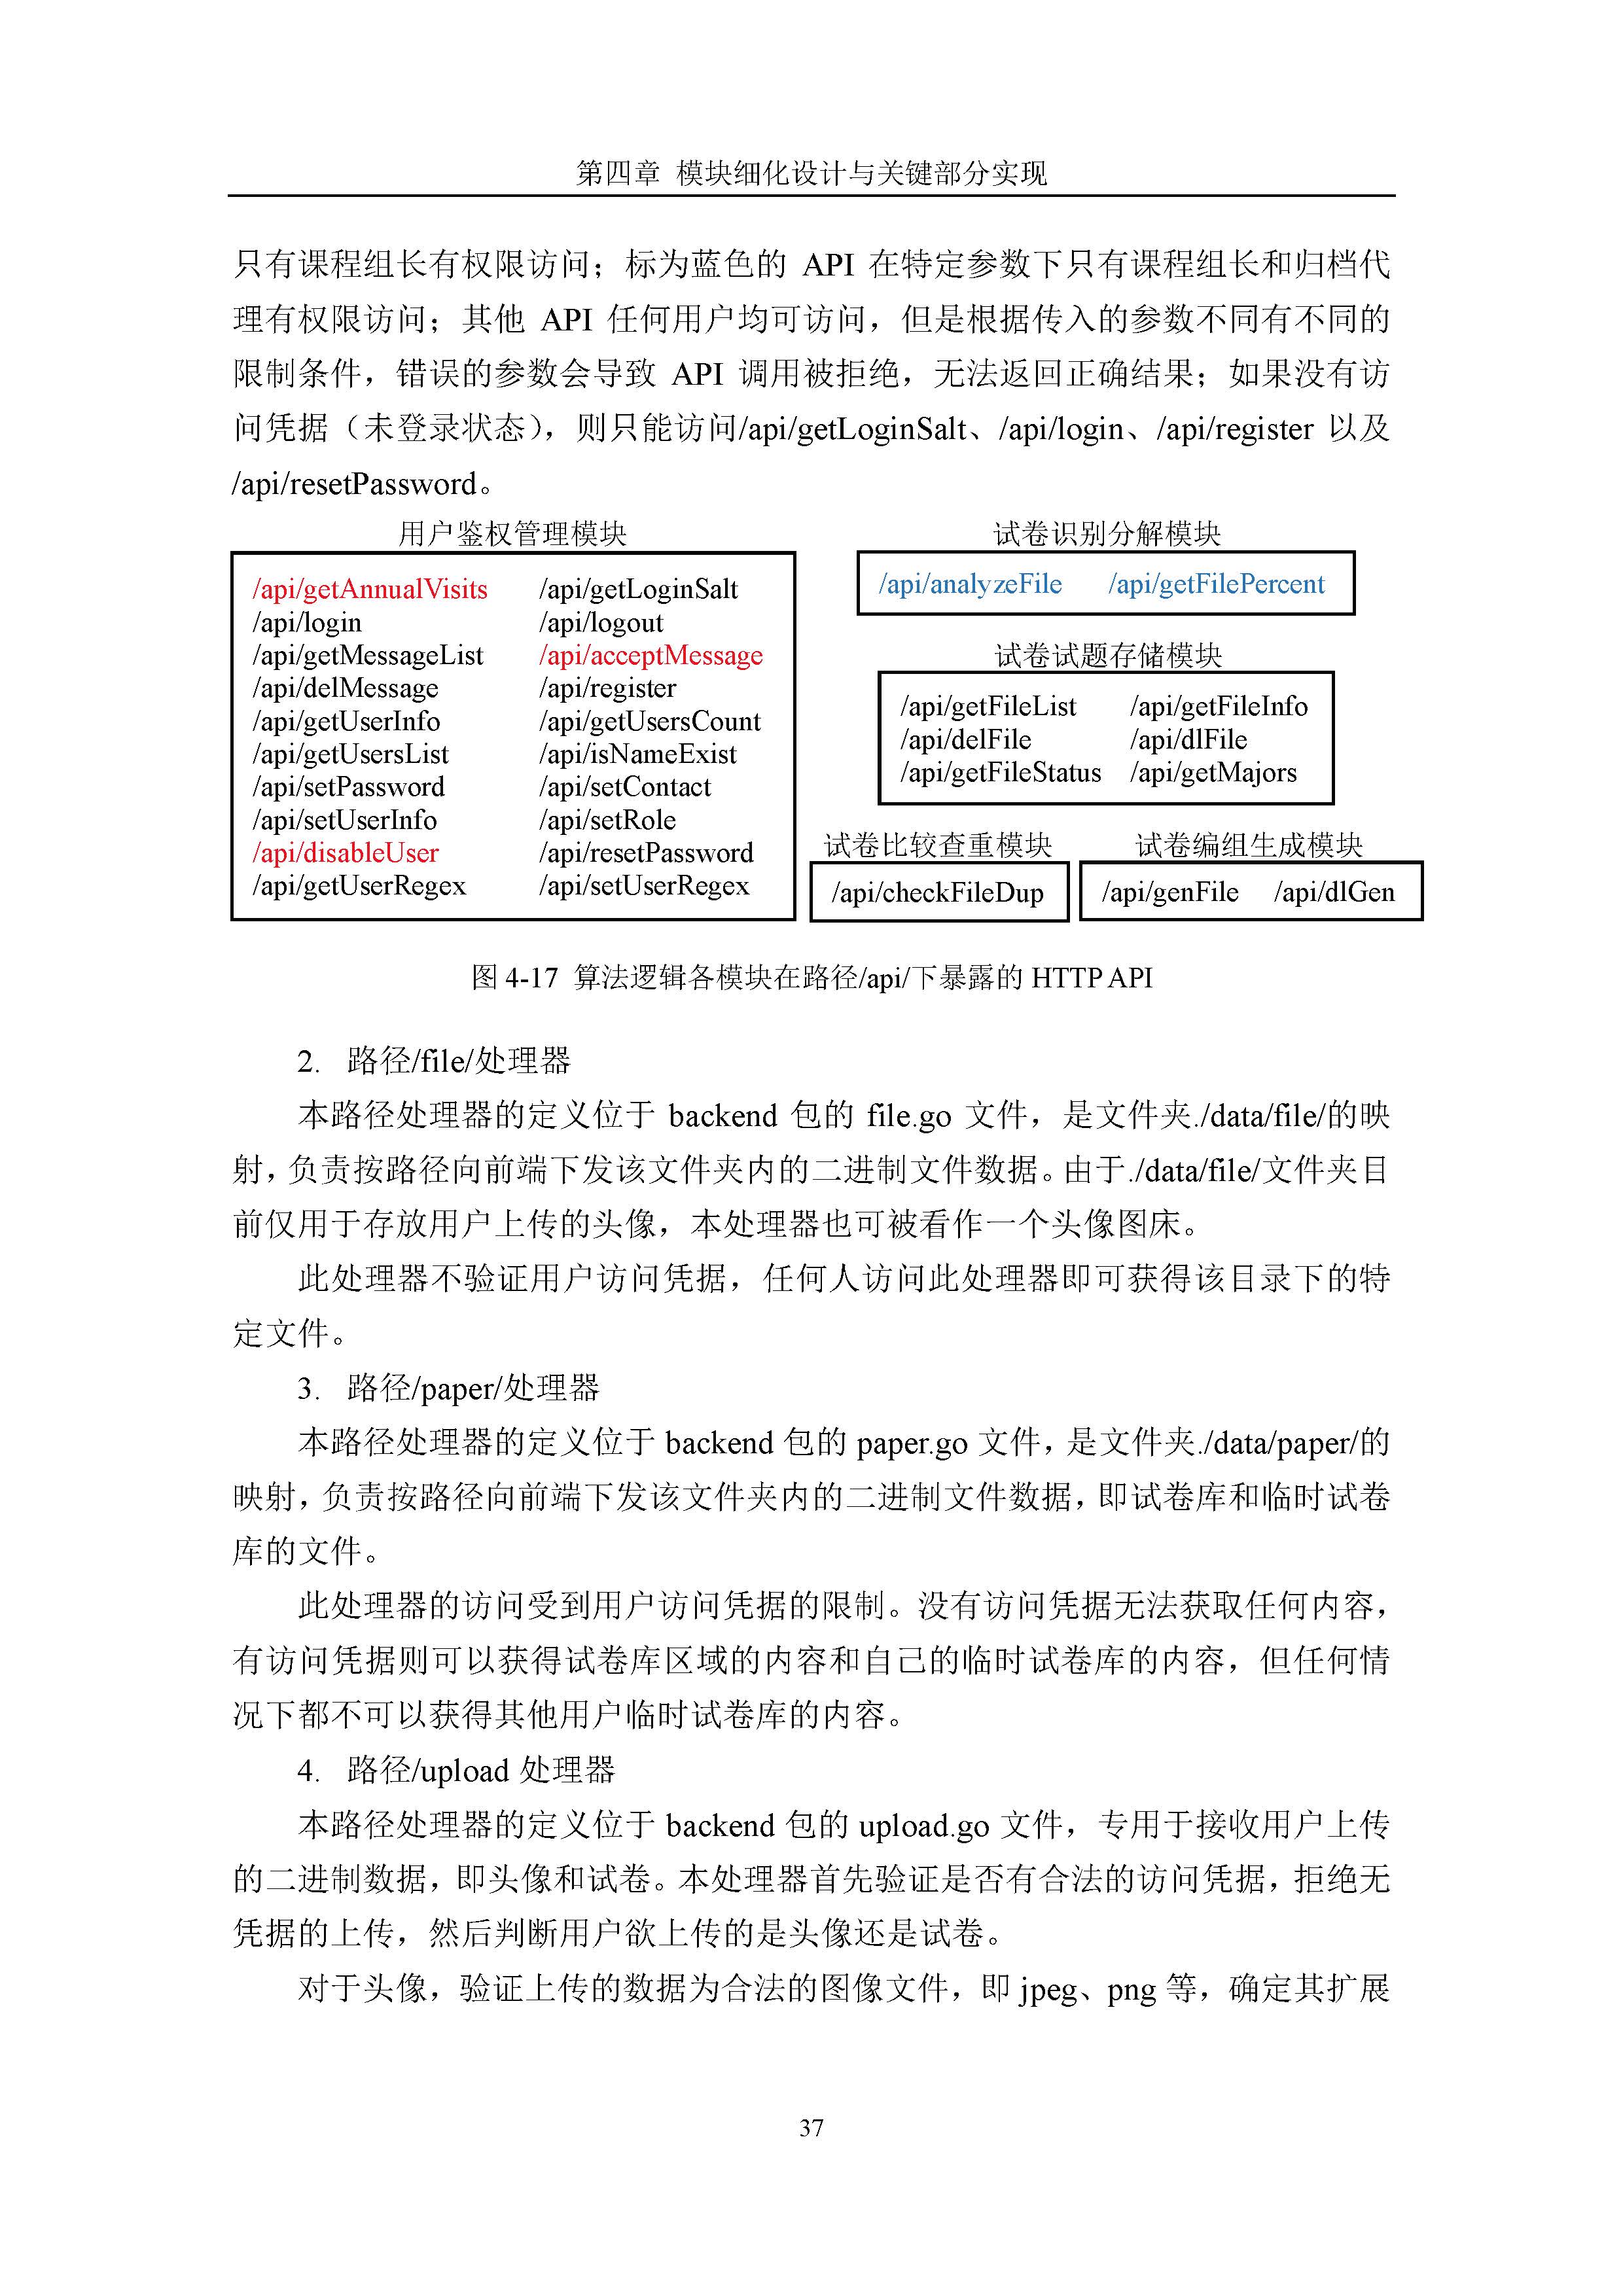 第四章 模块细化设计与关键部分实现
只有课程组长有权限访问；标为蓝色的 API 在特定参数下只有课程组长和归档代
理有权限访问；其他 API 任何用户均可访问，但是根据传入的参数不同有不同的
限制条件，错误的参数会导致 API 调用被拒绝，无法返回正确结果；如果没有访
问凭据（未登录状态），则只能访问/api/getLoginSalt、/api/login、/api/register 以及
/api/resetPassword。
用户鉴权管理模块
/api/getAnnualVisits /api/getLoginSalt
/api/login /api/logout
/api/getMessageList /api/acceptMessage
/api/delMessage /api/register
/api/getUserInfo /api/getUsersCount
/api/getUsersList /api/isNameExist
/api/setPassword /api/setContact
/api/setUserInfo /api/setRole
/api/disableUser /api/resetPassword
/api/getUserRegex /api/setUserRegex
试卷识别分解模块
/api/analyzeFile /api/getFilePercent
试卷试题存储模块
/api/getFileList /api/getFileInfo
/api/delFile /api/dlFile
/api/getFileStatus /api/getMajors
试卷比较查重模块
/api/checkFileDup
试卷编组生成模块
/api/genFile /api/dlGen
图 4-17 算法逻辑各模块在路径/api/下暴露的 HTTP API
2. 路径/file/处理器
本路径处理器的定义位于 backend 包的 file.go 文件，是文件夹./data/file/的映
射，负责按路径向前端下发该文件夹内的二进制文件数据。由于./data/file/文件夹目
前仅用于存放用户上传的头像，本处理器也可被看作一个头像图床。
此处理器不验证用户访问凭据，任何人访问此处理器即可获得该目录下的特
定文件。
3. 路径/paper/处理器
本路径处理器的定义位于 backend 包的 paper.go 文件，是文件夹./data/paper/的
映射，负责按路径向前端下发该文件夹内的二进制文件数据，即试卷库和临时试卷
库的文件。
此处理器的访问受到用户访问凭据的限制。没有访问凭据无法获取任何内容，
有访问凭据则可以获得试卷库区域的内容和自己的临时试卷库的内容，但任何情
况下都不可以获得其他用户临时试卷库的内容。
4. 路径/upload 处理器
本路径处理器的定义位于 backend 包的 upload.go 文件，专用于接收用户上传
的二进制数据，即头像和试卷。本处理器首先验证是否有合法的访问凭据，拒绝无
凭据的上传，然后判断用户欲上传的是头像还是试卷。
对于头像，验证上传的数据为合法的图像文件，即 jpeg、png 等，确定其扩展
37